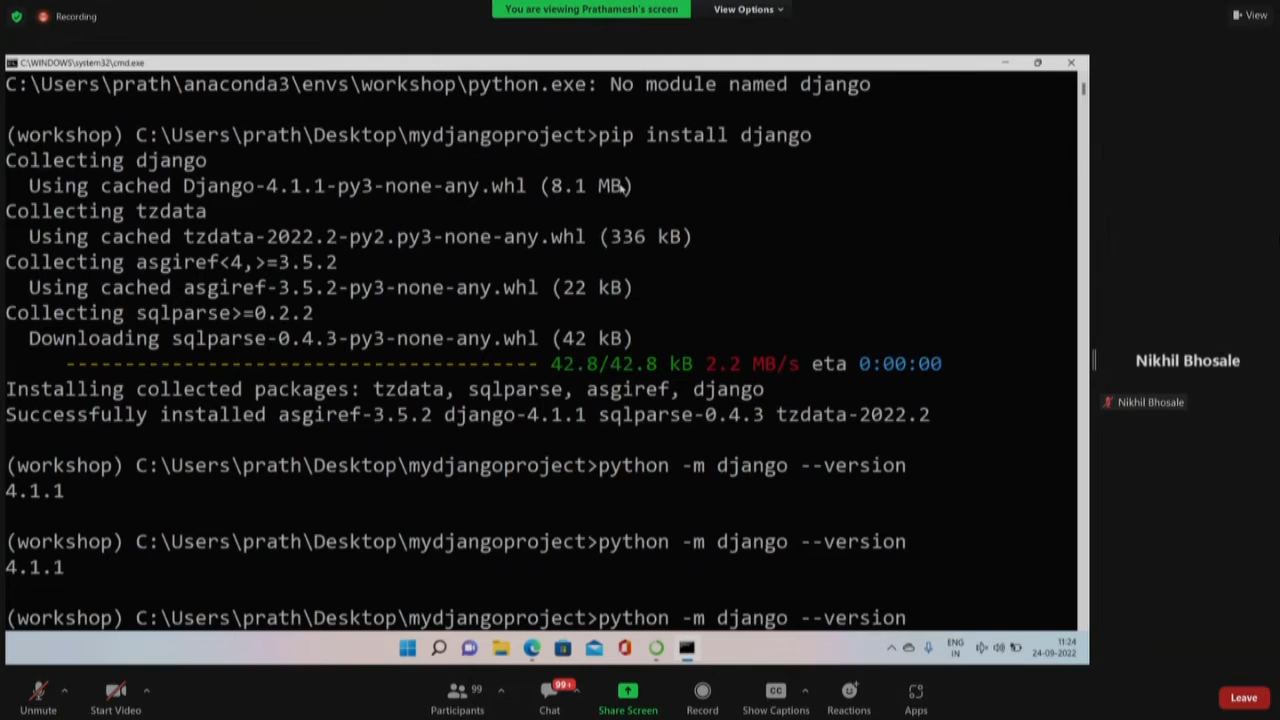 Recording
You are viewing Prathamesh's screen
View Options
View
C:\WINDOWS\system32\cmd.exe
C:\Users\prath\anaconda3\envs\workshop\python.exe: No module named django
(workshop) C:\Users\prath\Desktop\mydjangoproject>pip install django
Collecting django
Using cached Django-4.1.1-py3-none-any.whl (8.1 MB)
Collecting tzdata
Using cached tzdata-2022.2-py2.py3-none-any.whl (336 kB)
Collecting asgiref<4,>=3.5.2
Using cached asgiref-3.5.2-py3-none-any.whl (22 kB)
Collecting sqlparse>=0.2.2
Downloading sqlparse-0.4.3-py3-none-any.whl (42 kB)
---------------------------------------- 42.8/42.8 kB 2.2 MB/s eta 0:00:00
Installing collected packages: tzdata, sqlparse, asgiref, django
Successfully installed asgiref-3.5.2 django-4.1.1 sqlparse-0.4.3 tzdata-2022.2
(workshop) C:\Users\prath\Desktop\mydjangoproject>python -m django --version
4.1.1
(workshop) C:\Users\prath\Desktop\mydjangoproject>python -m django --version
4.1.1
(workshop) C:\Users\prath\Desktop\mydjangoproject>python -m django --version
Nikhil Bhosale
Nikhil Bhosale
ENG
IN
11:24
24-09-2022
Unmute
Start Video
99
Participants
99+
Chat
Share Screen
Record
CC
Show Captions
Reactions
Apps
Leave